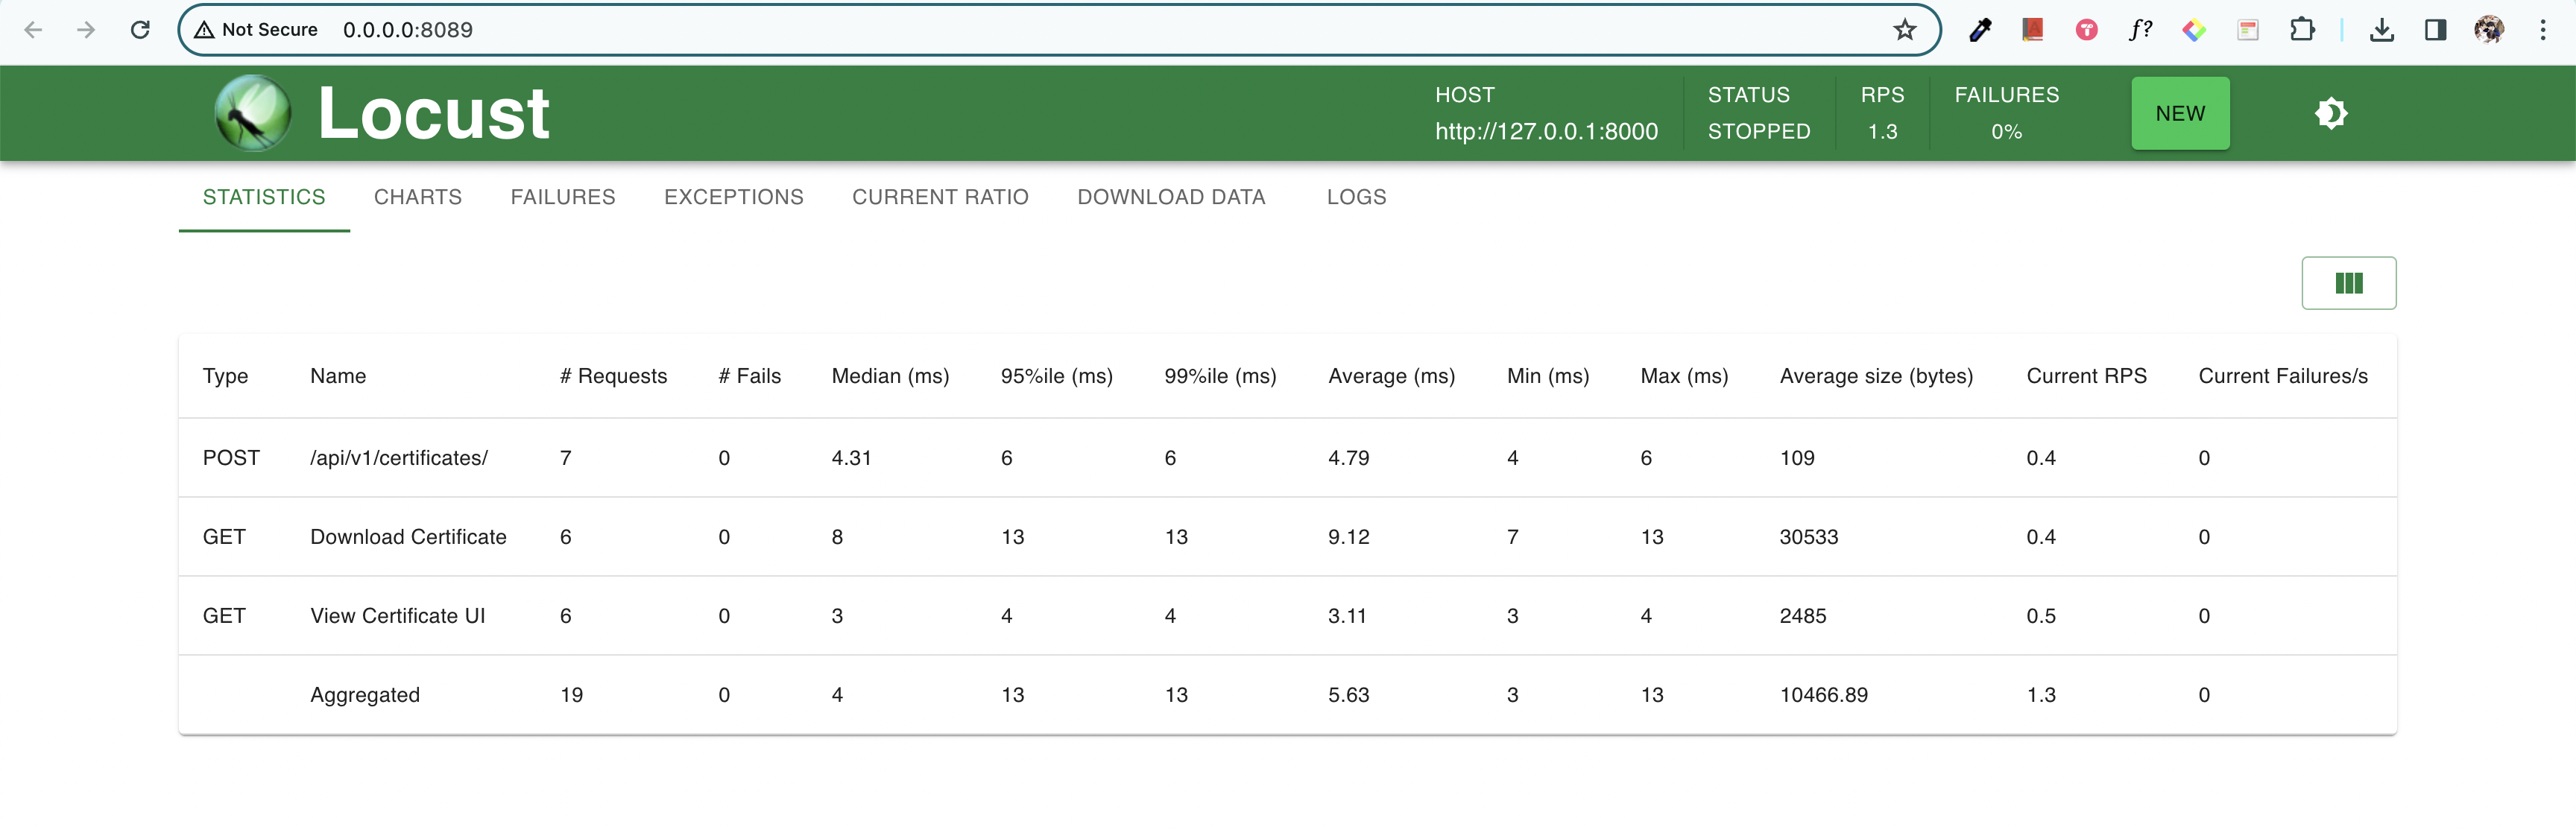 Not Secure 0.0.0.0:8089 f?
Locust
HOST STATUS RPS FAILURES
http://127.0.0.1:8000 STOPPED 1.3 0%
NEW
STATISTICS CHARTS FAILURES EXCEPTIONS CURRENT RATIO DOWNLOAD DATA LOGS
Type Name # Requests # Fails Median (ms) 95%ile (ms) 99%ile (ms) Average (ms) Min (ms) Max (ms) Average size (bytes) Current RPS Current Failures/s
POST /api/v1/certificates/ 7 0 4.31 6 6 4.79 4 6 109 0.4 0
GET Download Certificate 6 0 8 13 13 9.12 7 13 30533 0.4 0
GET View Certificate UI 6 0 3 4 4 3.11 3 4 2485 0.5 0
Aggregated 19 0 4 13 13 5.63 3 13 10466.89 1.3 0